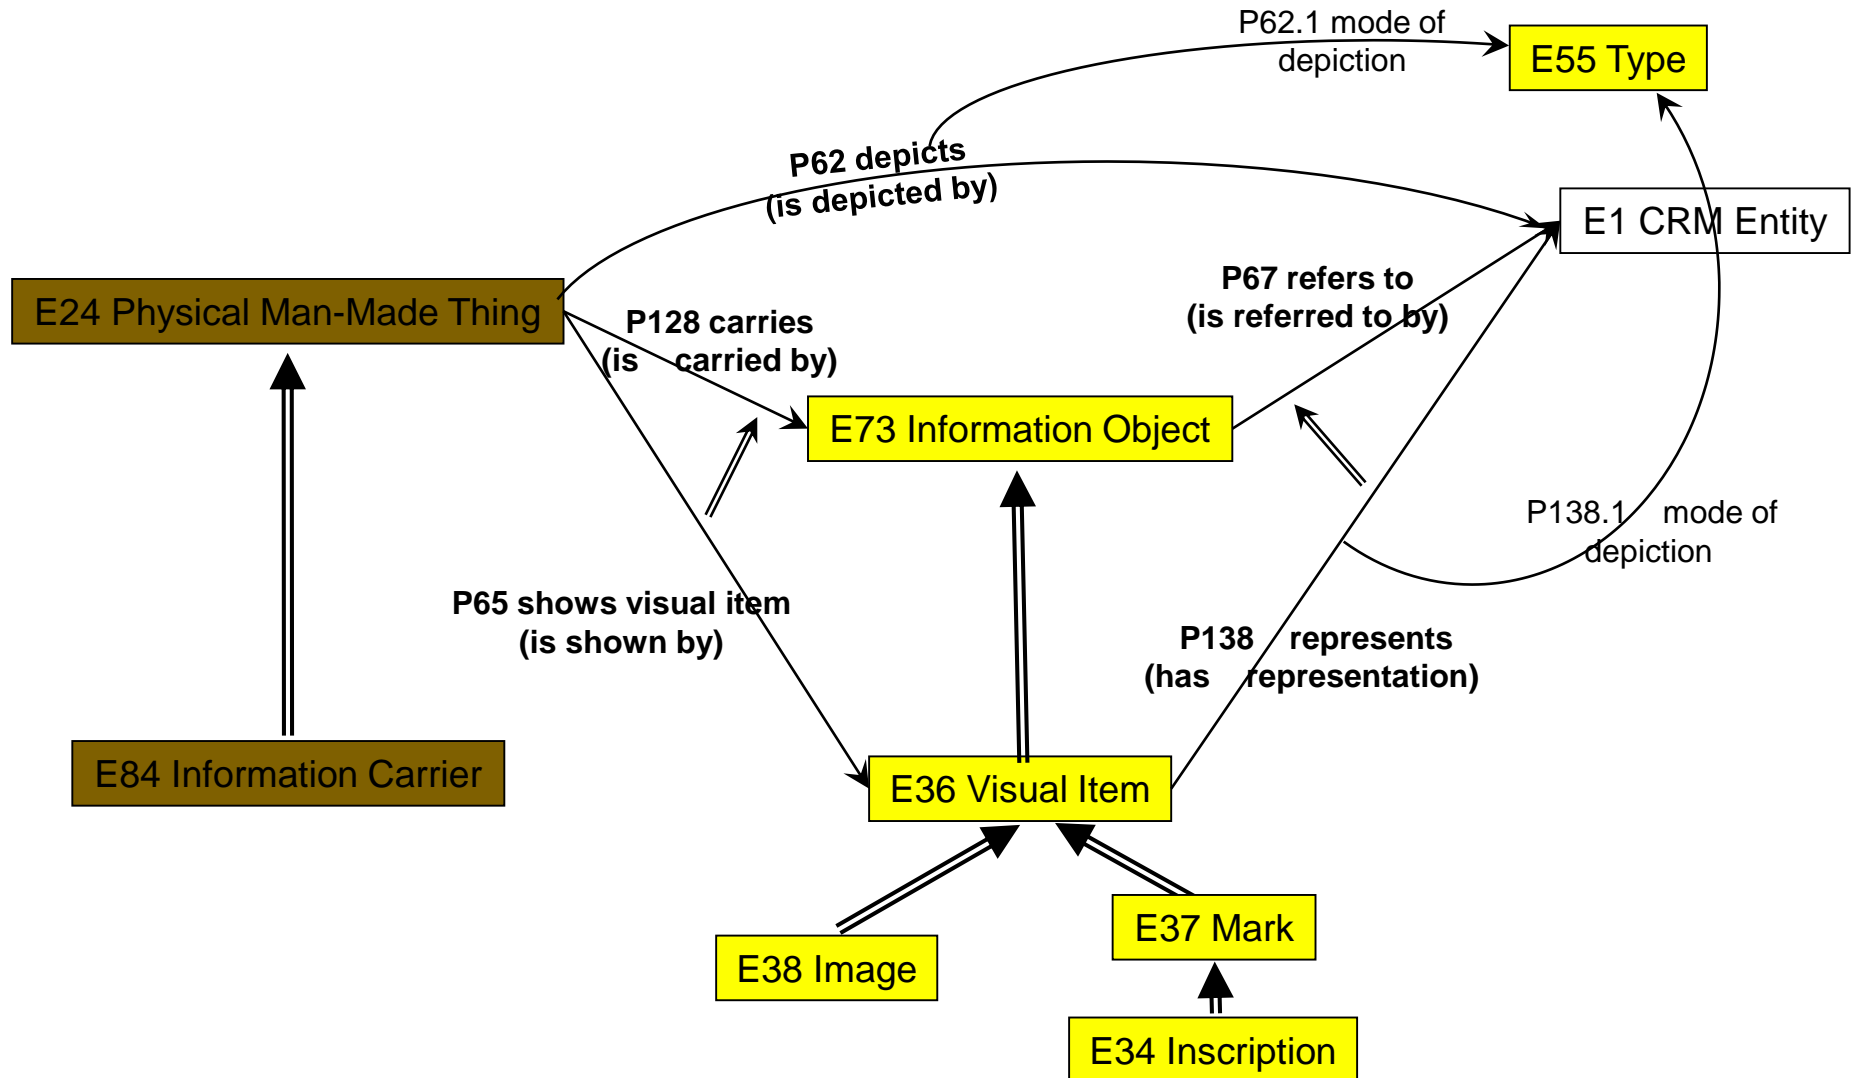 P62.1 mode of
depiction
E55 Type
P62 depicts
(is depicted by)
E1 CRM Entity
P67 refers to
(is referred to by)
E24 Physical Man-Made Thing
P128 carries
(is carried by)
E73 Information Object
P138.1 mode of
depiction
P65 shows visual item
(is shown by)
P138 represents
(has representation)
E84 Information Carrier
E36 Visual Item
E37 Mark
E38 Image
E34 Inscription